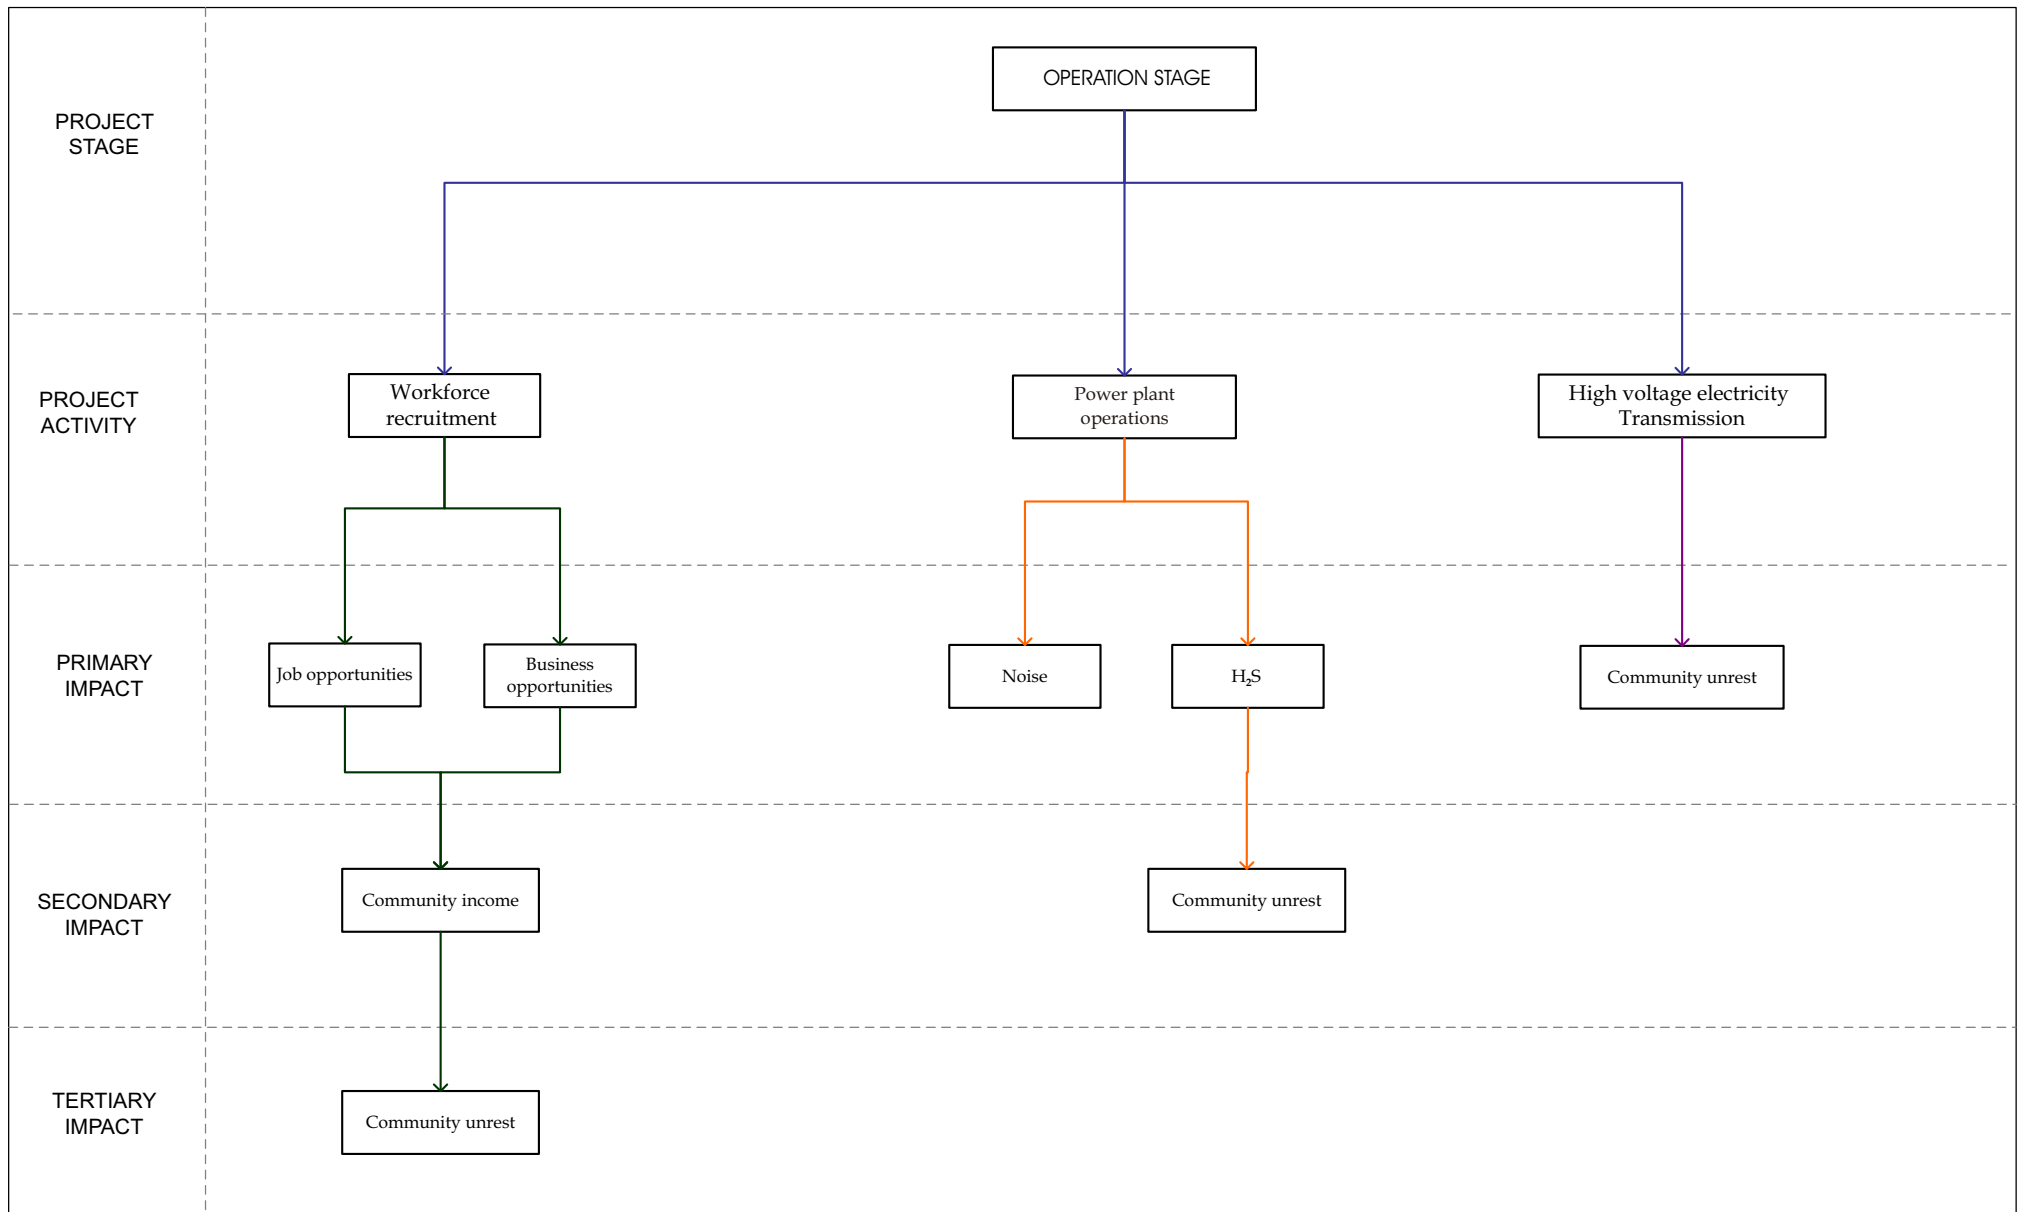 OPERATION STAGE
PROJECT
STAGE
PROJECT
ACTIVITY
Workforce
recruitment
Power plant
operations
High voltage electricity
Transmission
PRIMARY
IMPACT
Job opportunities
Business
opportunities
Noise
H₂S
Community unrest
SECONDARY
IMPACT
Community income
Community unrest
TERTIARY
IMPACT
Community unrest